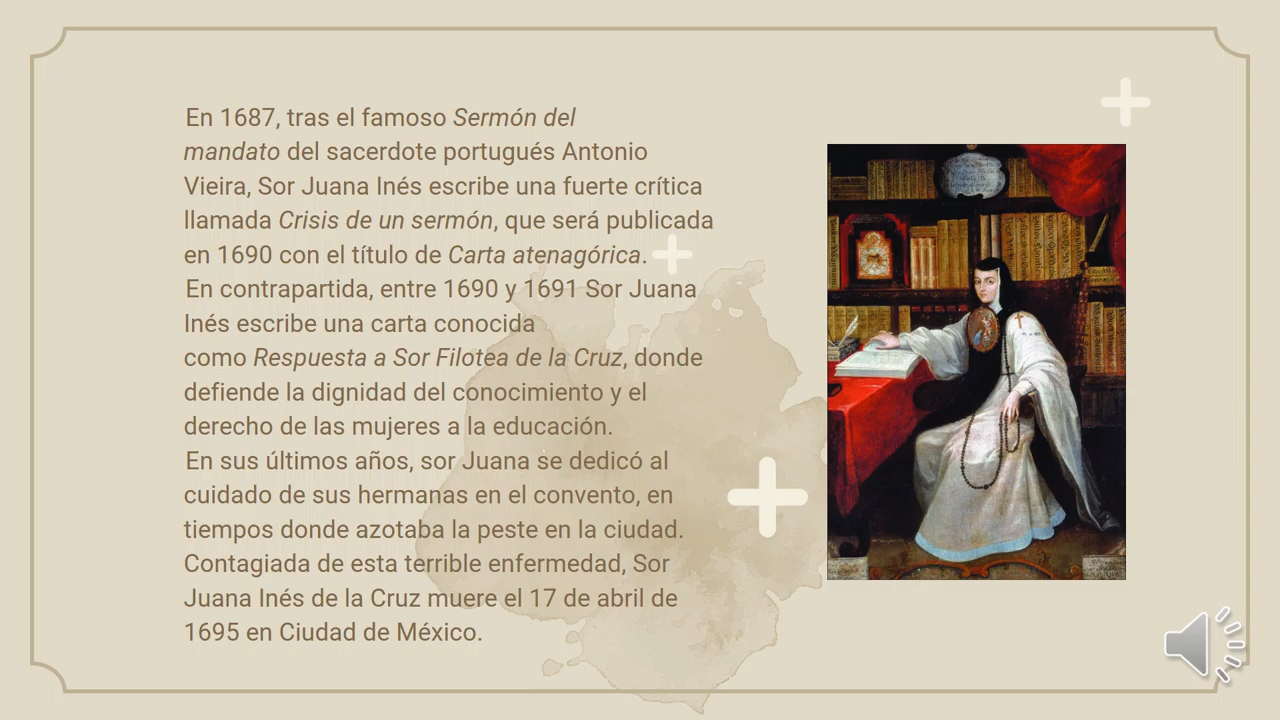 En 1687, tras el famoso Sermón del
mandato del sacerdote portugués Antonio
Vieira, Sor Juana Inés escribe una fuerte crítica
llamada Crisis de un sermón, que será publicada
en 1690 con el título de Carta atenagórica.
En contrapartida, entre 1690 y 1691 Sor Juana
Inés escribe una carta conocida
como Respuesta a Sor Filotea de la Cruz, donde
defiende la dignidad del conocimiento y el
derecho de las mujeres a la educación.
En sus últimos años, sor Juana se dedicó al
cuidado de sus hermanas en el convento, en
tiempos donde azotaba la peste en la ciudad.
Contagiada de esta terrible enfermedad, Sor
Juana Inés de la Cruz muere el 17 de abril de
1695 en Ciudad de México.